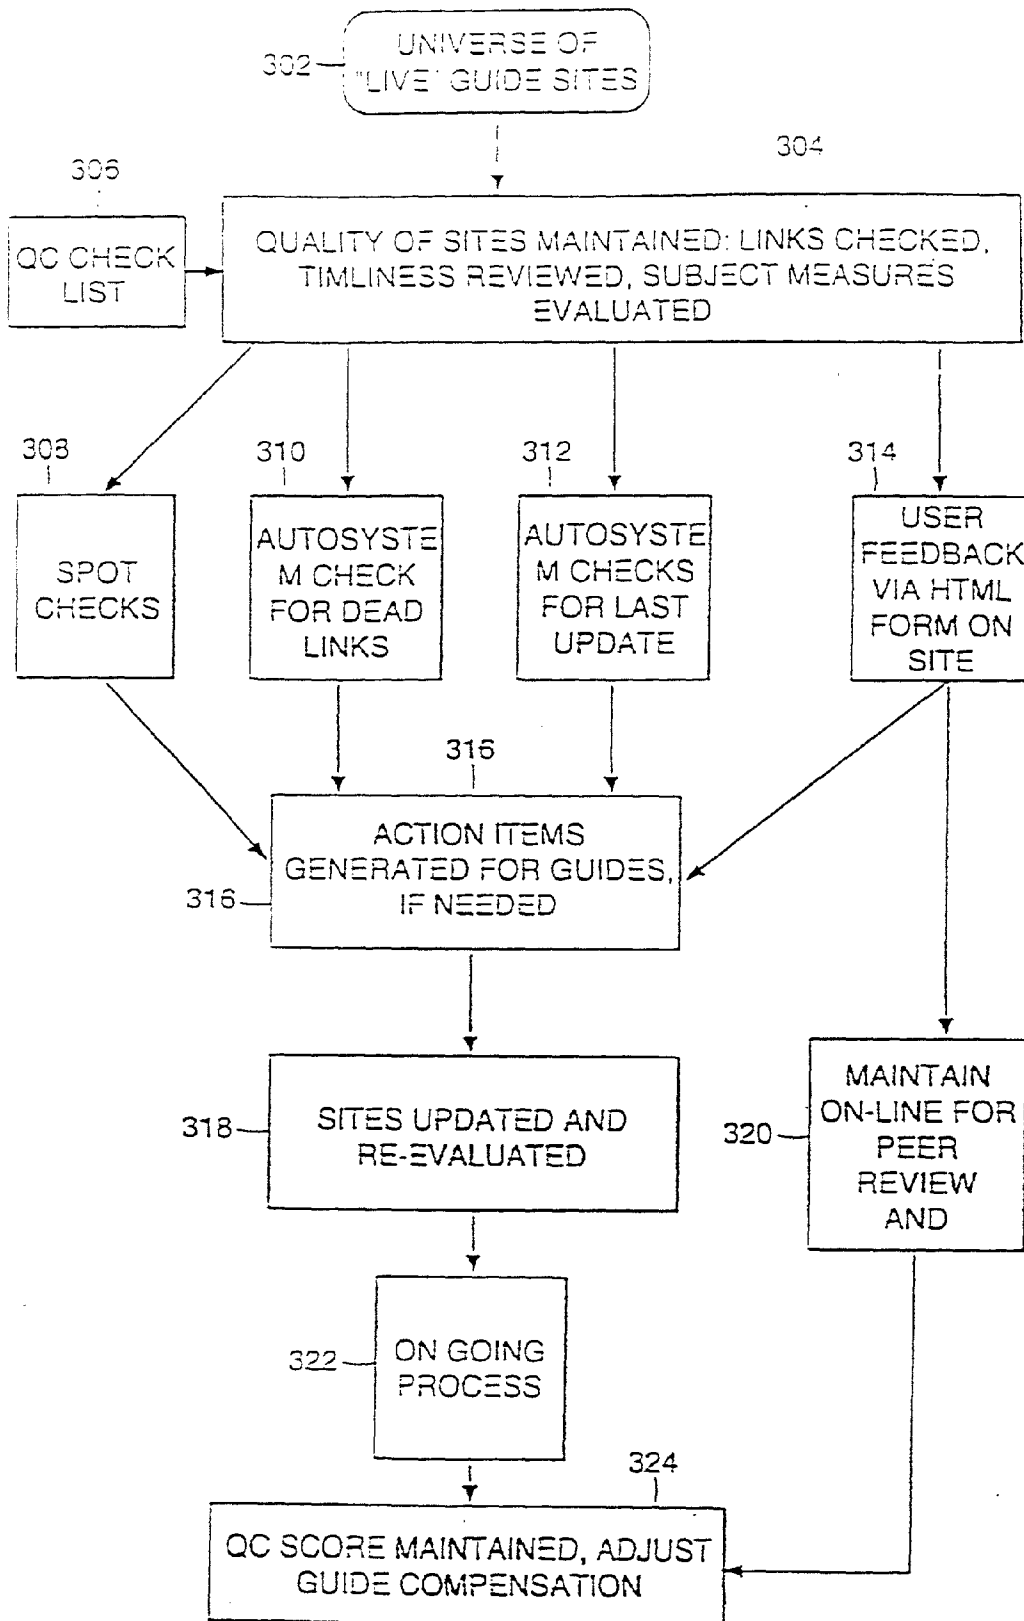 UNIVERSE OF
"LIVE" GUIDE SITES
302
304
306
QC CHECK
LIST
QUALITY OF SITES MAINTAINED: LINKS CHECKED,
TIMLINESS REVIEWED, SUBJECT MEASURES
EVALUATED
308
310
312
314
SPOT
CHECKS
AUTOSYSTE
M CHECK
FOR DEAD
LINKS
AUTOSYSTE
M CHECKS
FOR LAST
UPDATE
USER
FEEDBACK
VIA HTML
FORM ON
SITE
316
ACTION ITEMS
GENERATED FOR GUIDES,
IF NEEDED
316
318
SITES UPDATED AND
RE-EVALUATED
320
MAINTAIN
ON-LINE FOR
PEER
REVIEW
AND
322
ON GOING
PROCESS
324
QC SCORE MAINTAINED, ADJUST
GUIDE COMPENSATION